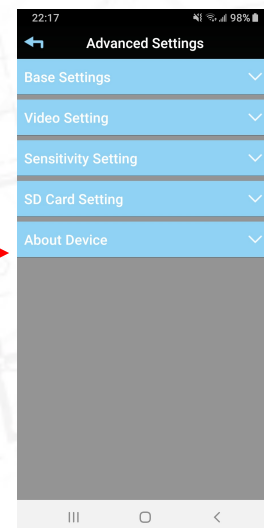 22:17 98%
Advanced Settings
Base Settings
Video Setting
Sensitivity Setting
SD Card Setting
About Device